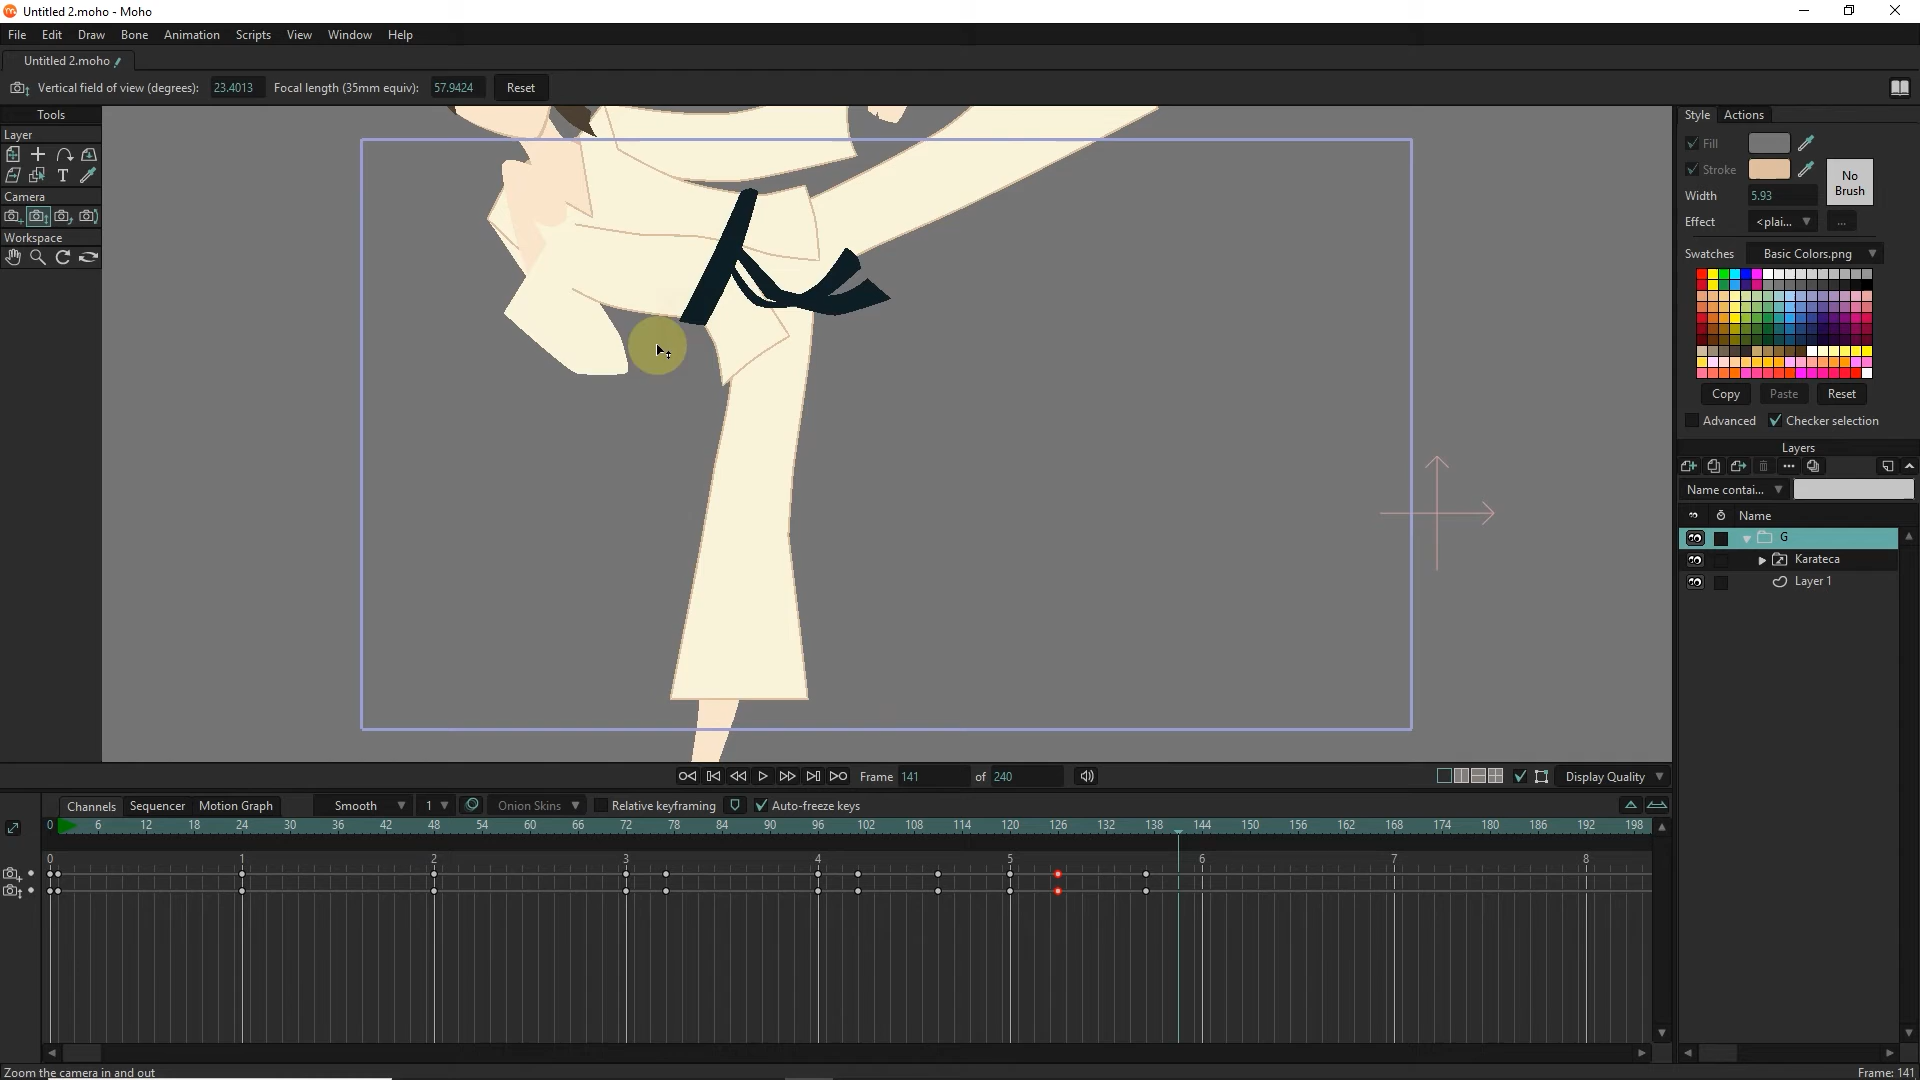 Untitled 2.moho - Moho
File Edit Draw Bone Animation Scripts View Window Help
Untitled 2.moho
Vertical field of view (degrees): 23.4013 Focal length (35mm equiv): 57.9424 Reset
Tools
Layer
T
Camera
Workspace
Style Actions
Fill
Stroke
No Brush
Width 5.93
Effect <plai... ...
Swatches Basic Colors.png
Copy Paste Reset
Advanced Checker selection
Layers
Name contai...
Name
G
Karateca
Layer 1
Frame 141 of 240 Display Quality
Channels Sequencer Motion Graph Smooth 1 Onion Skins Relative keyframing Auto-freeze keys
0 6 12 18 24 30 36 42 48 54 60 66 72 78 84 90 96 102 108 114 120 126 132 138 144 150 156 162 168 174 180 186 192 198
0 1 2 3 4 5 6 7 8
Zoom the camera in and out
Frame: 141